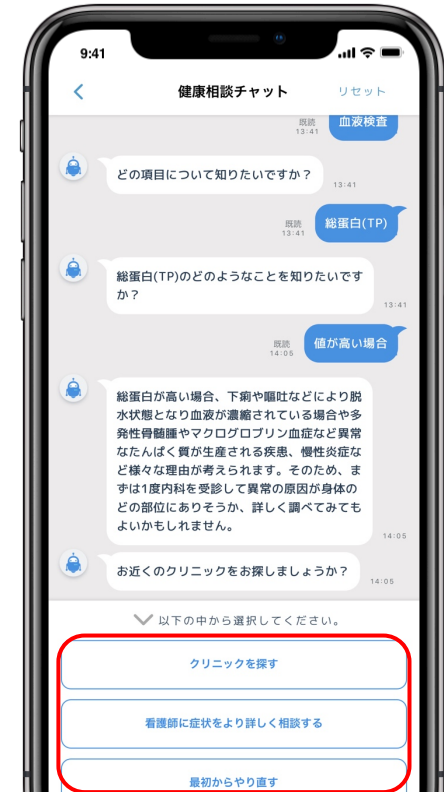 9:41
健康相談チャット
リセット
血液検査
既読
13:41
どの項目について知りたいですか？
13:41
総蛋白(TP)
既読
13:41
総蛋白(TP)のどのようなことを知りたいです
か？
13:41
値が高い場合
既読
14:05
総蛋白が高い場合、下痢や嘔吐などにより脱
水状態となり血液が濃縮されている場合や多
発性骨髄腫やマクログロブリン血症など異常
なたんぱく質が生産される疾患、慢性炎症な
ど様々な理由が考えられます。そのため、ま
ずは1度内科を受診して異常の原因が身体の
どの部位にありそうか、詳しく調べてみても
よいかもしれません。
14:05
お近くのクリニックをお探しましょうか？
14:05
以下の中から選択してください。
クリニックを探す
看護師に症状をより詳しく相談する
最初からやり直す